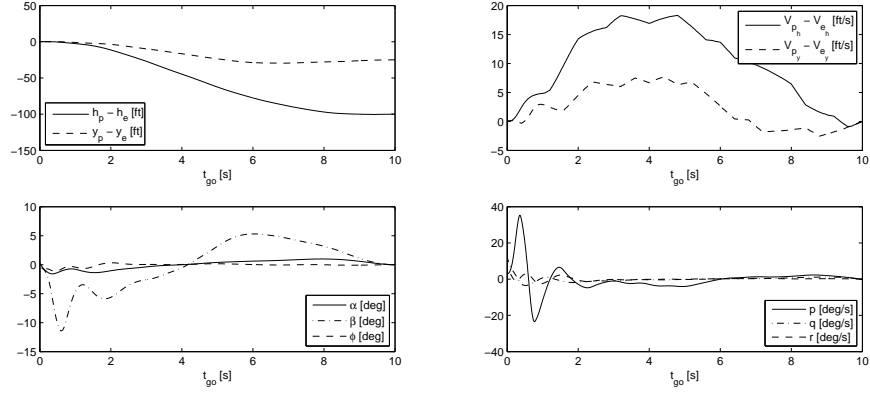 50
0
−50
−100
−150
0 2 4 6 8 10
t_go [s]
h_p − h_e [ft]
y_p − y_e [ft]
20
15
10
5
0
−5
0 2 4 6 8 10
t_go [s]
V_p_h − V_e_h [ft/s]
V_p_y − V_e_y [ft/s]
10
5
0
−5
−10
−15
0 2 4 6 8 10
t_go [s]
α [deg]
β [deg]
ϕ [deg]
40
20
0
−20
−40
0 2 4 6 8 10
t_go [s]
p [deg/s]
q [deg/s]
r [deg/s]